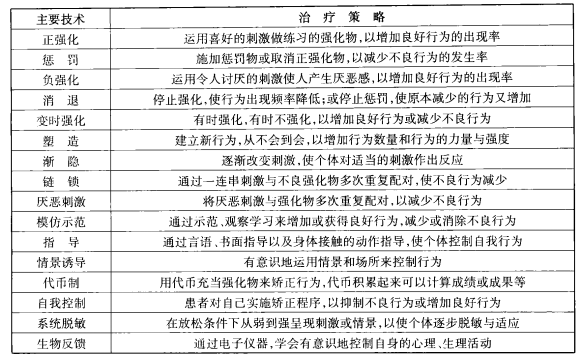 主要技术 治疗策略
正强化 运用喜好的刺激做练习的强化物,以增加良好行为的出现率
惩罚 施加惩罚物或取消正强化物,以减少不良行为的发生率
负强化 运用令人讨厌的刺激使人产生厌恶感,以增加良好行为的出现率
消退 停止强化,使行为出现频率降低;或停止惩罚,使原本减少的行为又增加
变时强化 有时强化,有时不强化,以增加良好行为或减少不良行为
塑造 建立新行为,从不会到会,以增加行为数量和行为的力量与强度
渐隐 逐渐改变刺激,使个体对适当的刺激作出反应
链锁 通过一连串刺激与不良强化物多次重复配对,使不良行为减少
厌恶刺激 将厌恶刺激与强化物多次重复配对,以减少不良行为
模仿示范 通过示范、观察学习来增加或获得良好行为,减少或消除不良行为
指导 通过言语、书面指导以及身体接触的动作指导,使个体控制自我行为
情景诱导 有意识地运用情景和场所来控制行为
代币制 用代币充当强化物来矫正行为,代币积累起来可以计算成绩或成果等
自我控制 患者对自己实施矫正程序,以抑制不良行为或增加良好行为
系统脱敏 在放松条件下从弱到强呈现刺激或情景,以使个体逐步脱敏与适应
生物反馈 通过电子仪器,学会有意识地控制自身的心理、生理活动